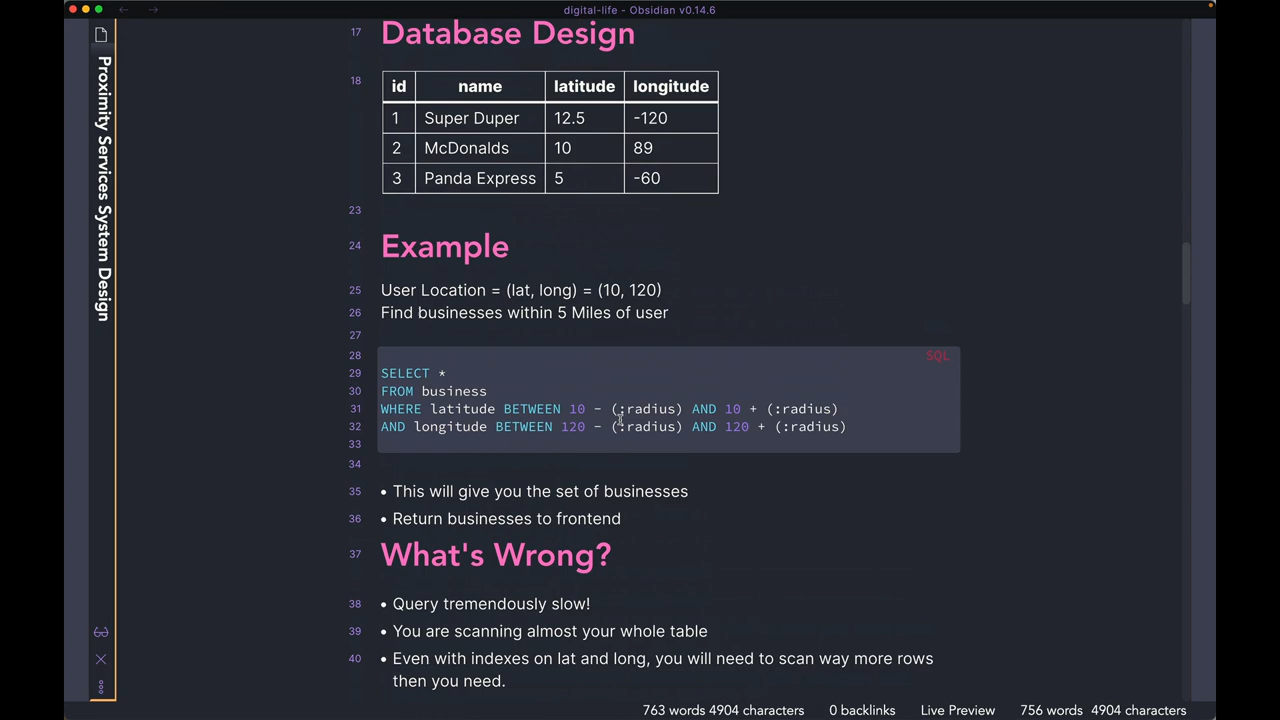 digital-life - Obsidian v0.14.6
Proximity Services System Design
17 Database Design
18
id name latitude longitude
1 Super Duper 12.5 -120
2 McDonalds 10 89
3 Panda Express 5 -60
23
24 Example
25 User Location = (lat, long) = (10, 120)
26 Find businesses within 5 Miles of user
27
28 SQL
29 SELECT *
30 FROM business
31 WHERE latitude BETWEEN 10 - (:radius) AND 10 + (:radius)
32 AND longitude BETWEEN 120 - (:radius) AND 120 + (:radius)
33
34
35 • This will give you the set of businesses
36 • Return businesses to frontend
37 What's Wrong?
38 • Query tremendously slow!
39 • You are scanning almost your whole table
40 • Even with indexes on lat and long, you will need to scan way more rows
then you need.
763 words 4904 characters 0 backlinks Live Preview 756 words 4904 characters